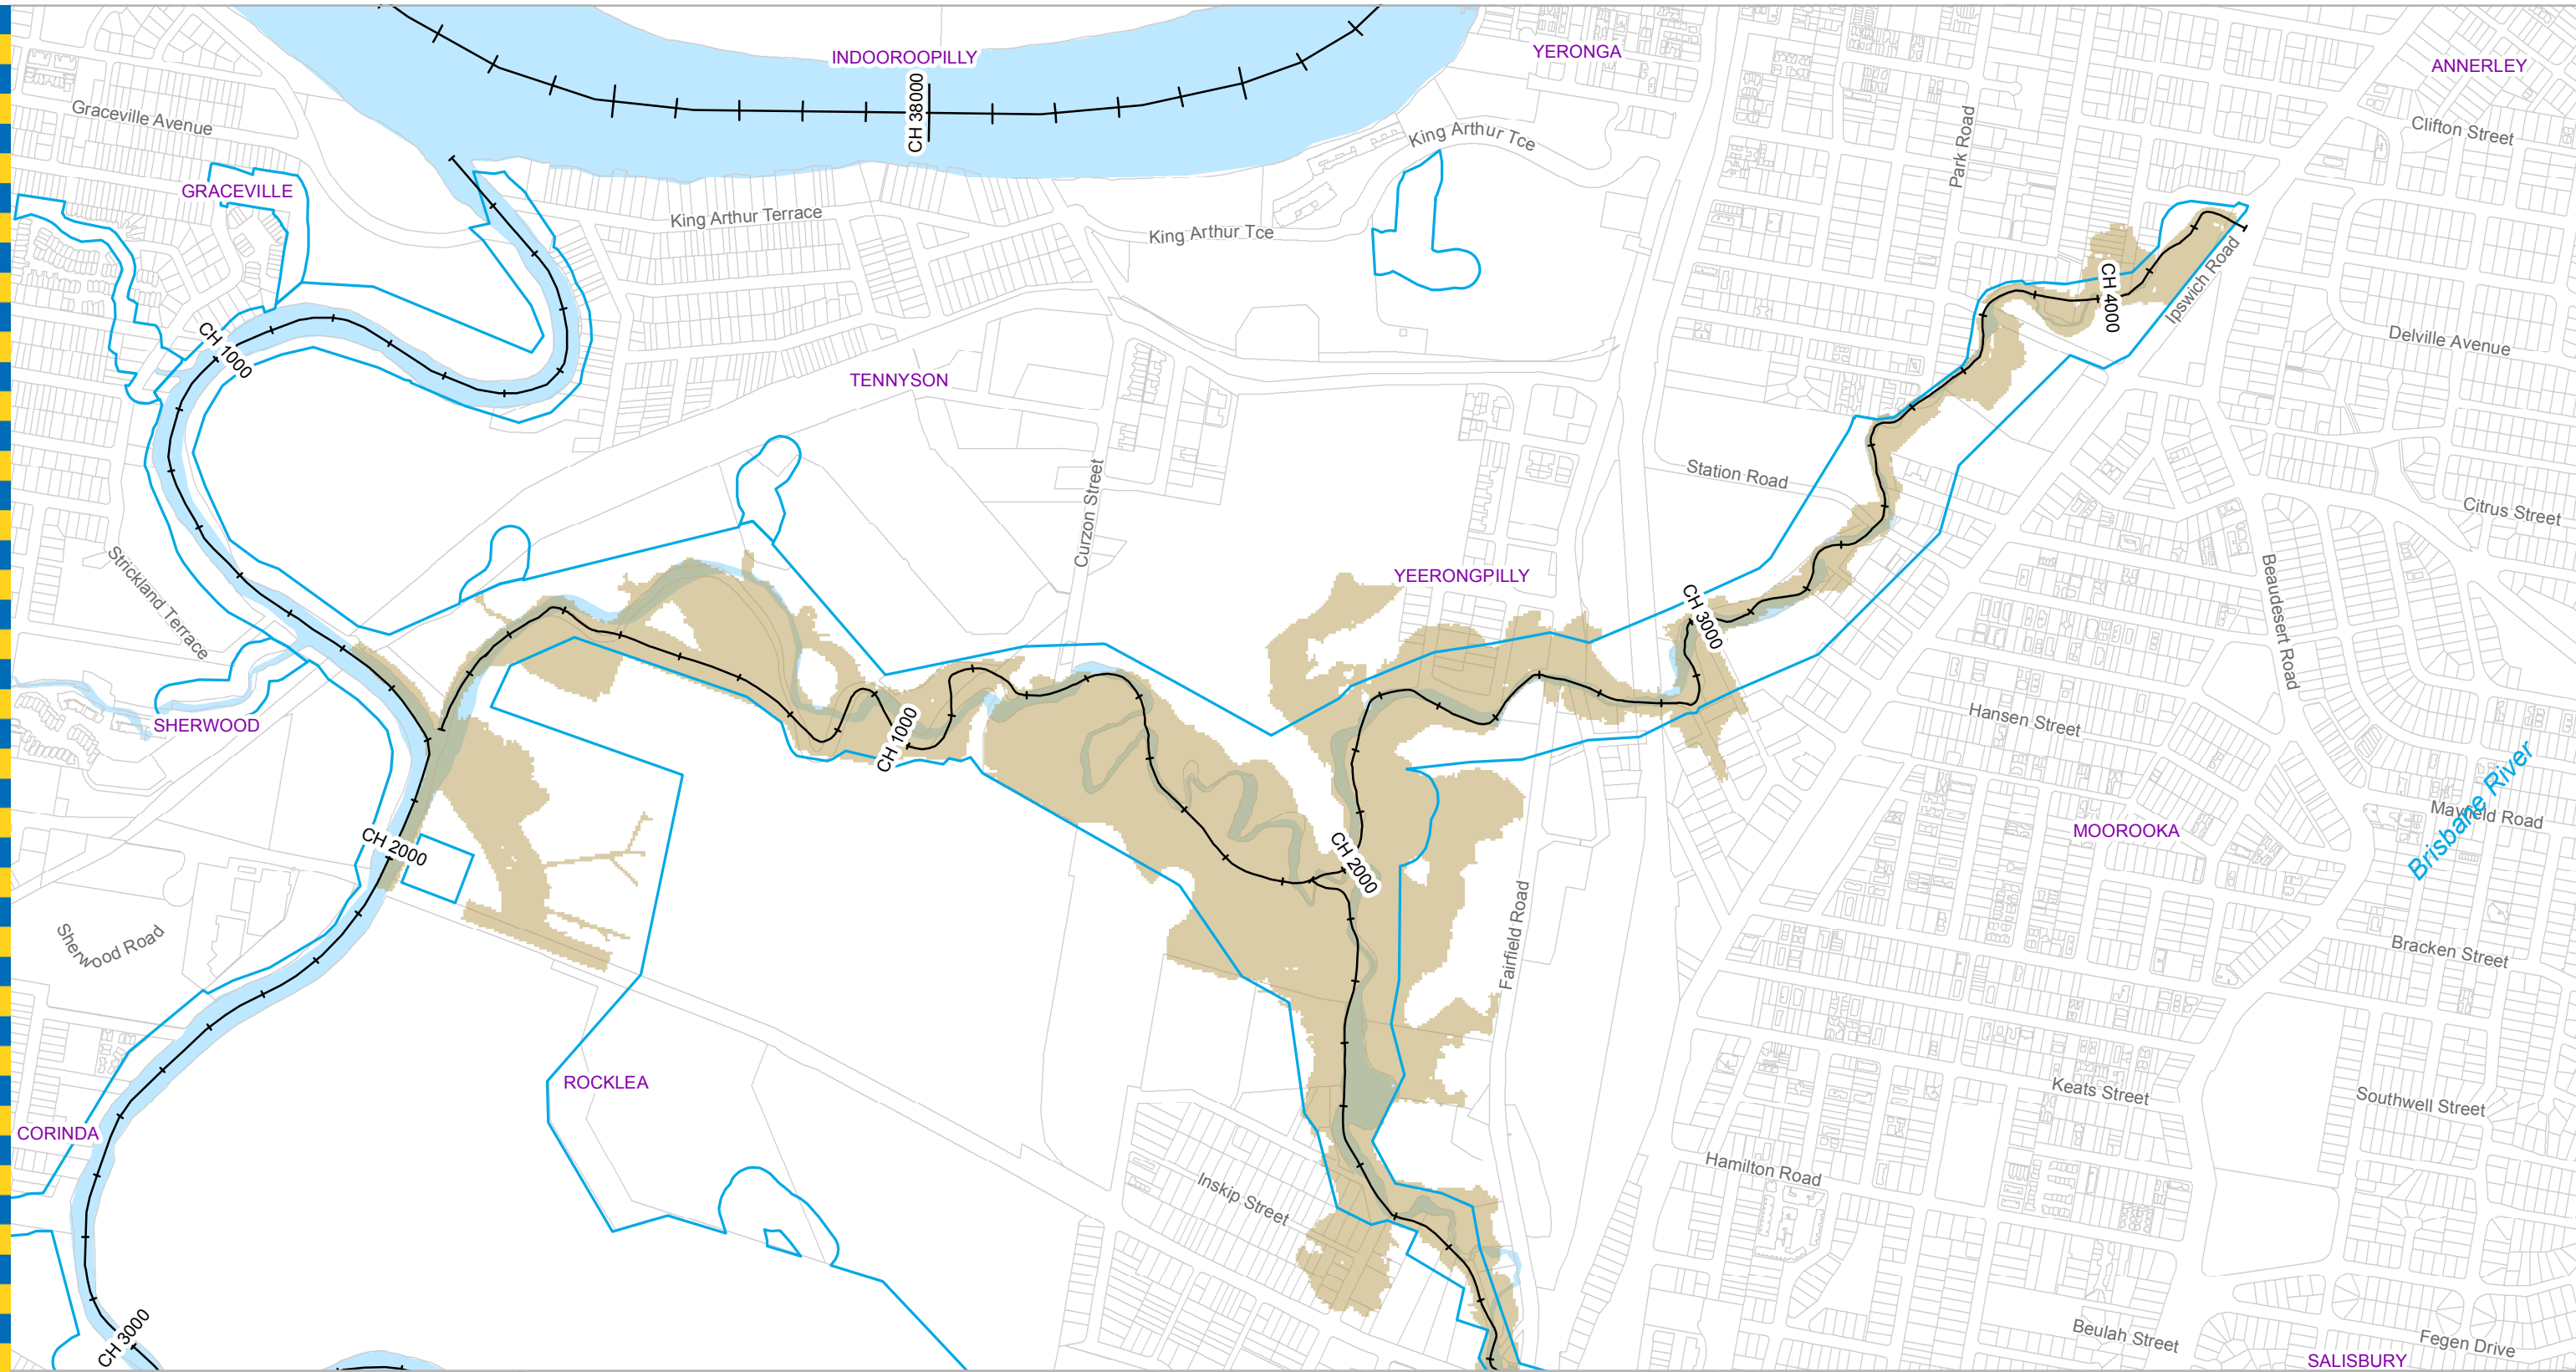 INDOOROOPILLY
YERONGA
ANNERLEY
Graceville Avenue
CH 38000
King Arthur Tce
Clifton Street
Park Road
GRACEVILLE
King Arthur Terrace
King Arthur Tce
CH 4000
Ipswich Road
CH 1000
Delville Avenue
TENNYSON
Station Road
Curzon Street
Citrus Street
Strickland Terrace
YEERONGPILLY
CH 3000
Beaudesert Road
SHERWOOD
CH 1000
Hansen Street
Brisbane River
Mayfield Road
MOOROOKA
CH 2000
CH 2000
Sherwood Road
Fairfield Road
Bracken Street
ROCKLEA
Keats Street
Southwell Street
CORINDA
Hamilton Road
Inskip Street
CH 3000
Beulah Street
Fegen Drive
SALISBURY